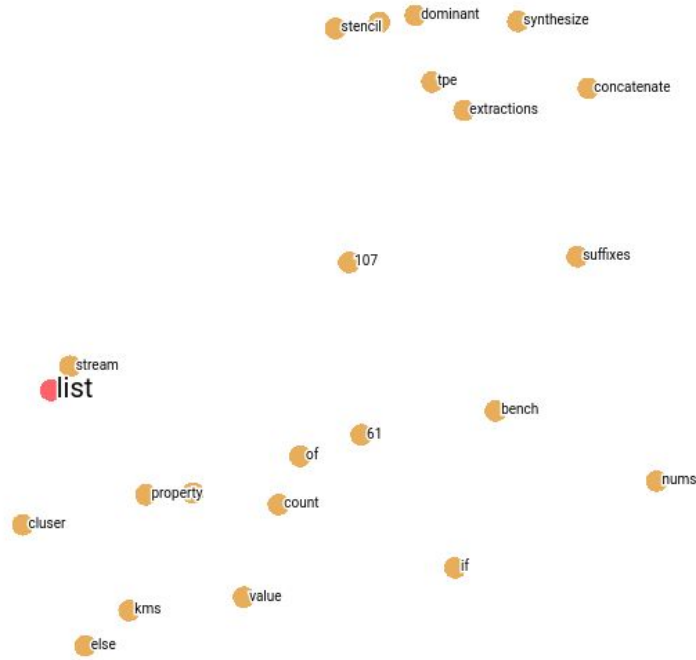 dominant
synthesize
stencil
tpe
concatenate
extractions
suffixes
107
stream
list
bench
61
of
nums
property
count
cluser
if
value
kms
else